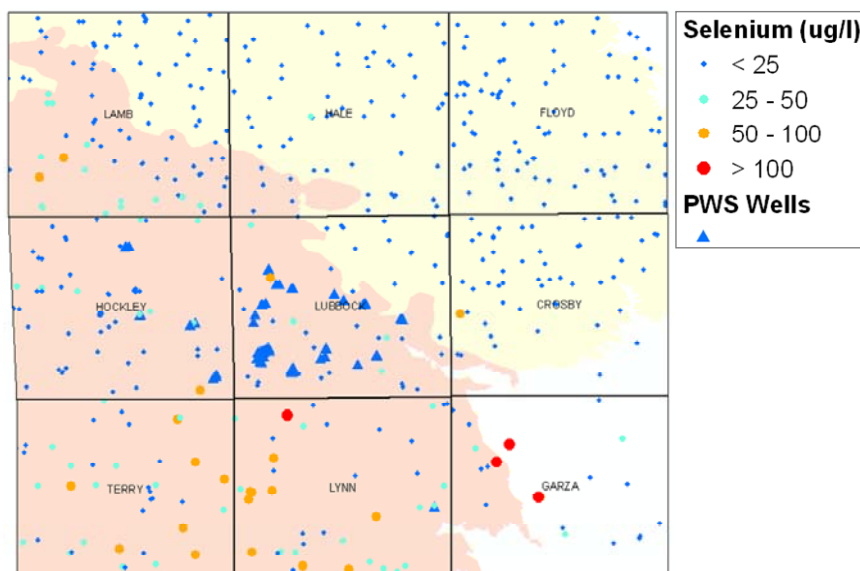 Selenium (ug/l)
< 25
25 - 50
50 - 100
> 100
PWS Wells
LAMB
HALE
FLOYD
HOCKLEY
LUBBOCK
CROSBY
TERRY
LYNN
GARZA